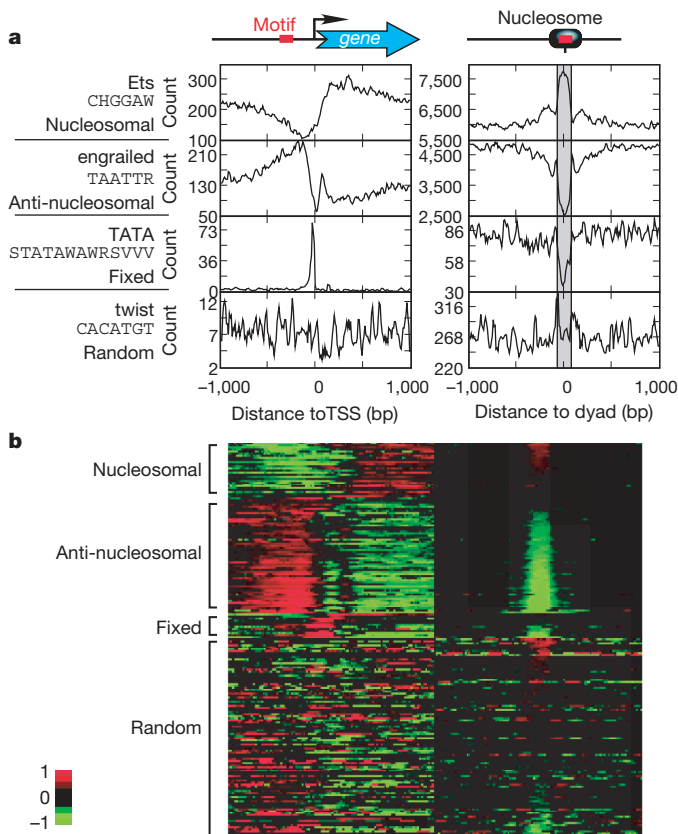 a
Motif
gene
Nucleosome
Ets
CHGGAW
Nucleosomal
Count
300
200
100
7,500
6,500
5,500
engrailed
TAATTR
Anti-nucleosomal
Count
210
130
50
4,500
2,500
TATA
STATAWAWRSVVV
Fixed
Count
73
36
0
86
58
30
twist
CACATGT
Random
Count
12
7
2
316
268
220
−1,000 0 1,000
−1,000 0 1,000
Distance toTSS (bp)
Distance to dyad (bp)
b
Nucleosomal
Anti-nucleosomal
Fixed
Random
1
0
−1